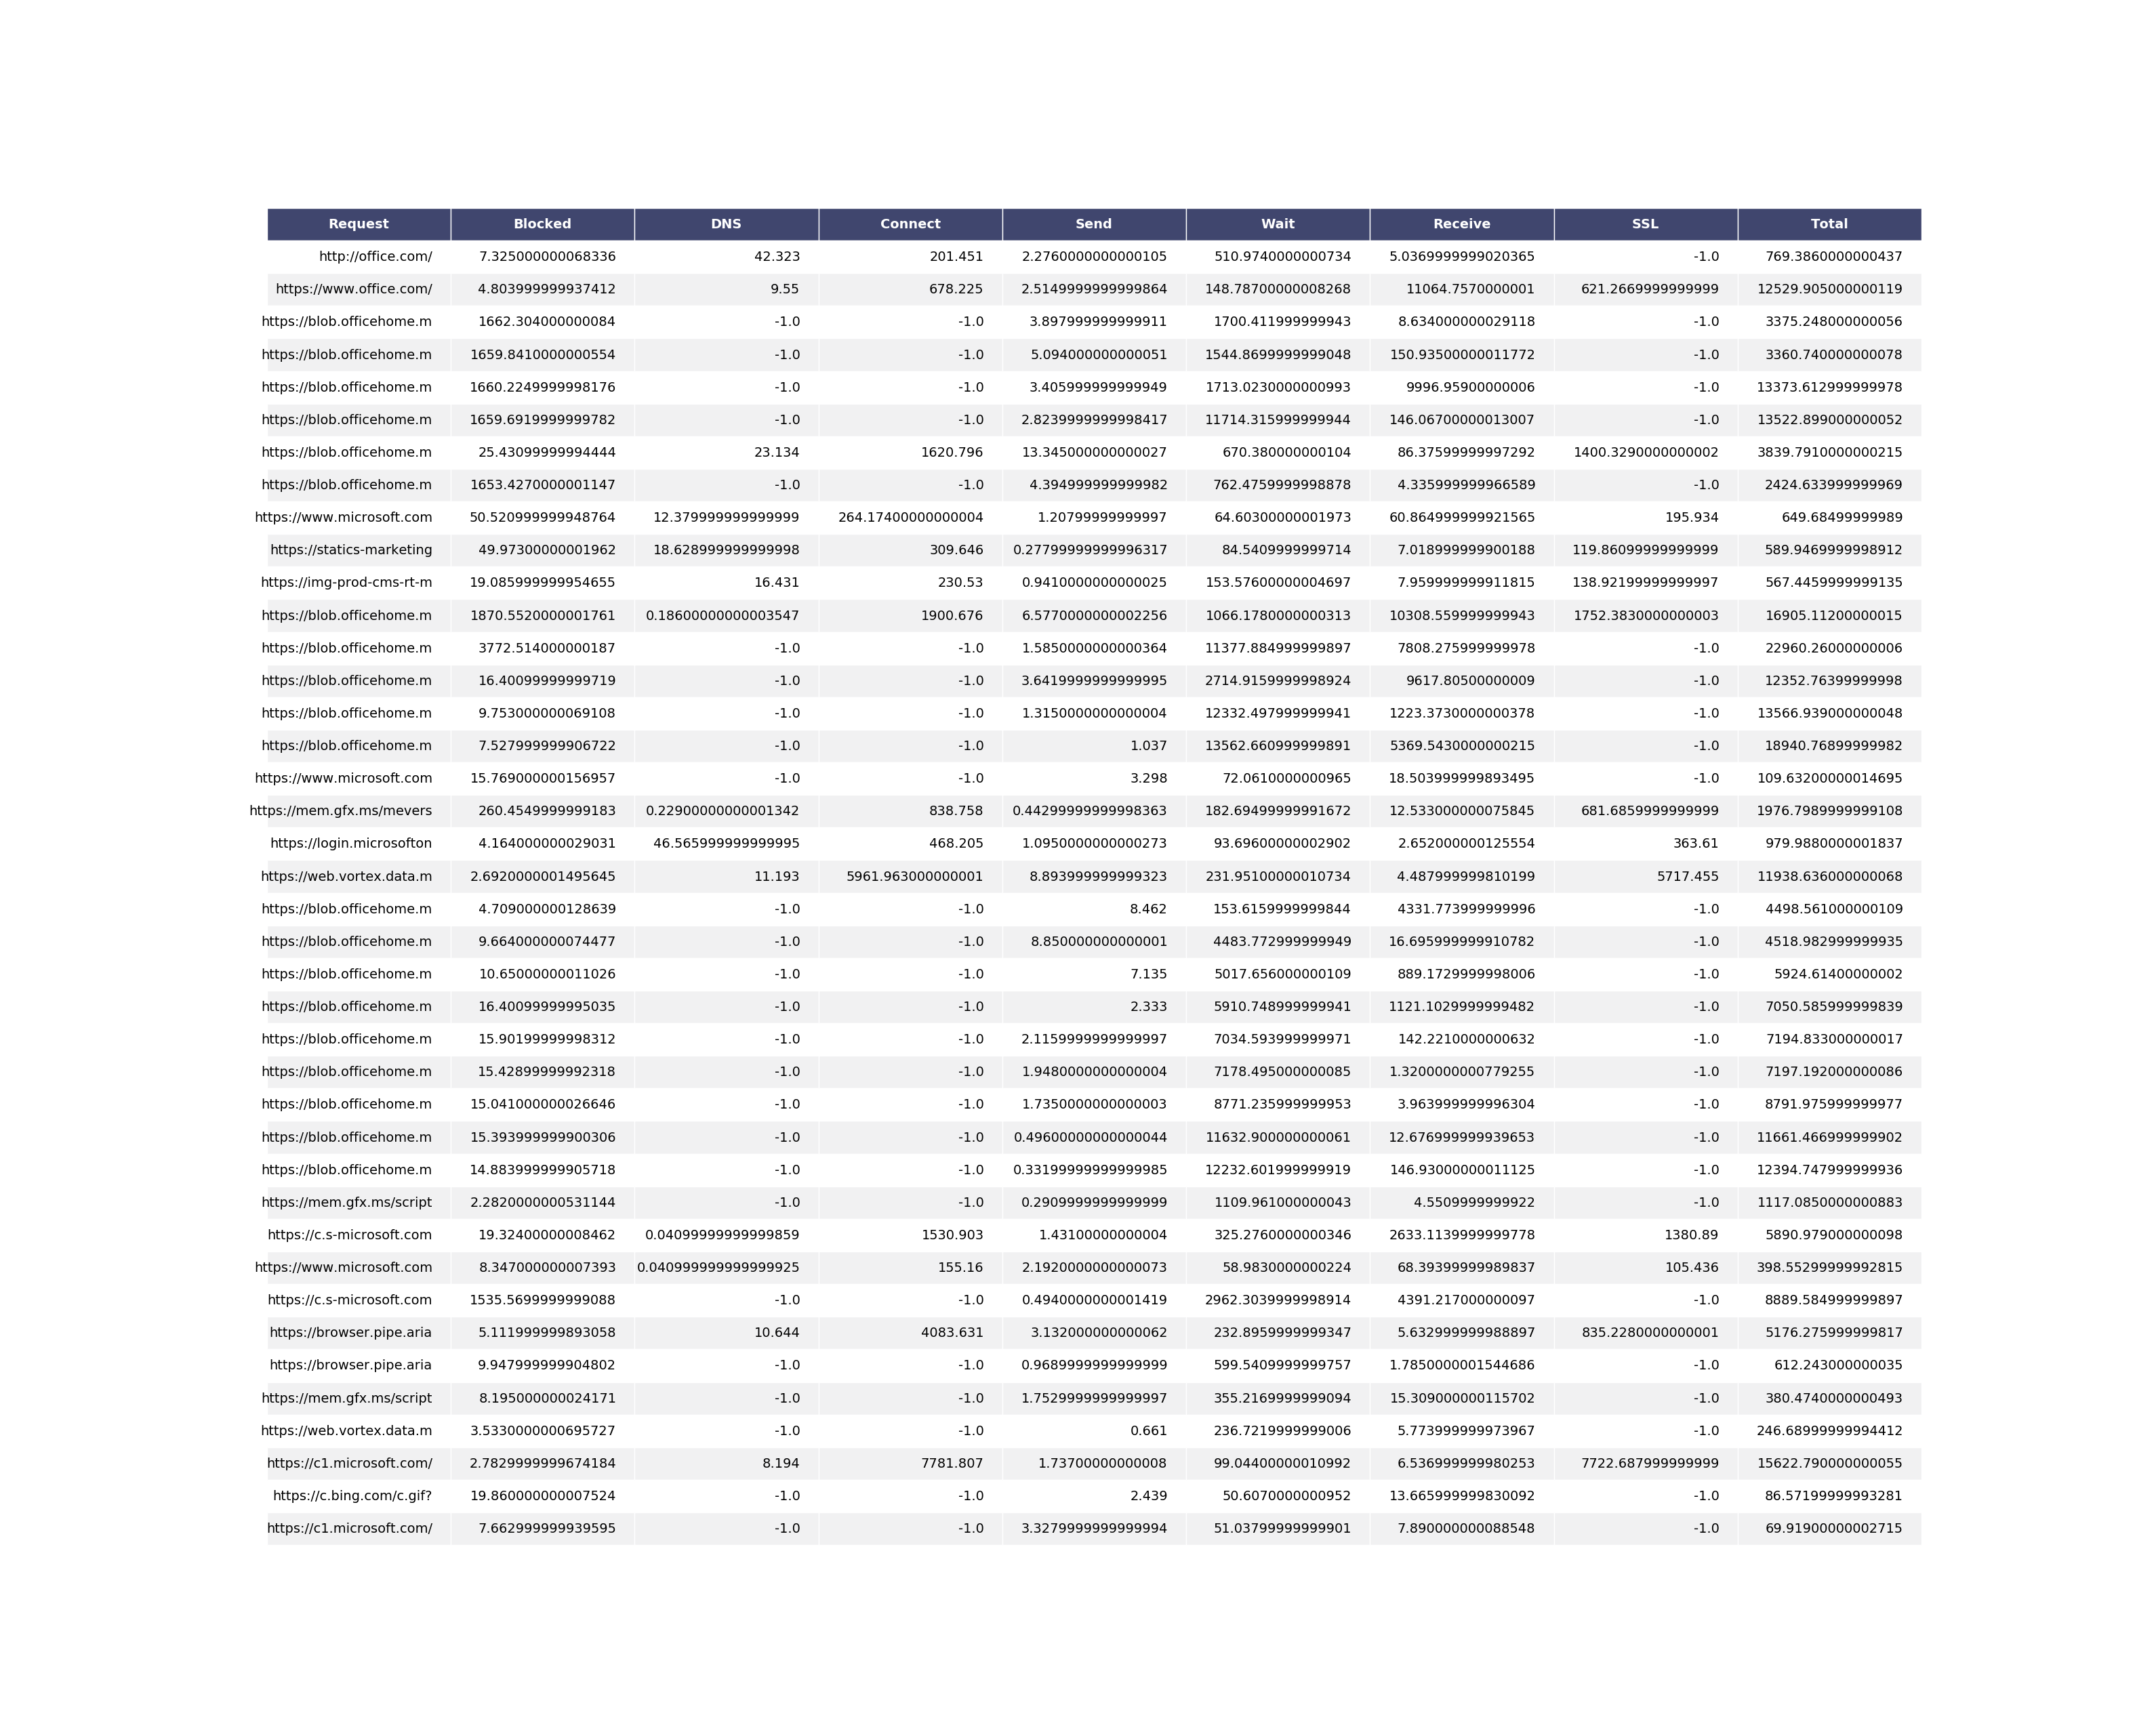 Request Blocked DNS Connect Send Wait Receive SSL Total
http://office.com/ 7.325000000068336 42.323 201.451 2.2760000000000105 510.9740000000734 5.0369999999020365 -1.0 769.3860000000437
https://www.office.com/ 4.803999999937412 9.55 678.225 2.5149999999999864 148.78700000008268 11064.7570000001 621.2669999999999 12529.905000000119
https://blob.officehome.m 1662.304000000084 -1.0 -1.0 3.897999999999911 1700.411999999943 8.634000000029118 -1.0 3375.248000000056
https://blob.officehome.m 1659.8410000000554 -1.0 -1.0 5.094000000000051 1544.8699999999048 150.93500000011772 -1.0 3360.740000000078
https://blob.officehome.m 1660.2249999998176 -1.0 -1.0 3.405999999999949 1713.0230000000993 9996.95900000006 -1.0 13373.612999999978
https://blob.officehome.m 1659.6919999999782 -1.0 -1.0 2.8239999999998417 11714.315999999944 146.06700000013007 -1.0 13522.899000000052
https://blob.officehome.m 25.43099999994444 23.134 1620.796 13.345000000000027 670.380000000104 86.37599999997292 1400.3290000000002 3839.7910000000215
https://blob.officehome.m 1653.4270000001147 -1.0 -1.0 4.394999999999982 762.4759999998878 4.335999999966589 -1.0 2424.633999999969
https://www.microsoft.com 50.520999999948764 12.379999999999999 264.17400000000004 1.20799999999997 64.60300000001973 60.864999999921565 195.934 649.68499999989
https://statics-marketing 49.97300000001962 18.628999999999998 309.646 0.27799999999996317 84.5409999999714 7.018999999900188 119.86099999999999 589.9469999998912
https://img-prod-cms-rt-m 19.085999999954655 16.431 230.53 0.9410000000000025 153.57600000004697 7.959999999911815 138.92199999999997 567.4459999999135
https://blob.officehome.m 1870.5520000001761 0.18600000000003547 1900.676 6.5770000000002256 1066.1780000000313 10308.559999999943 1752.3830000000003 16905.11200000015
https://blob.officehome.m 3772.514000000187 -1.0 -1.0 1.5850000000000364 11377.884999999897 7808.275999999978 -1.0 22960.26000000006
https://blob.officehome.m 16.40099999999719 -1.0 -1.0 3.6419999999999995 2714.9159999998924 9617.80500000009 -1.0 12352.76399999998
https://blob.officehome.m 9.753000000069108 -1.0 -1.0 1.3150000000000004 12332.497999999941 1223.3730000000378 -1.0 13566.939000000048
https://blob.officehome.m 7.527999999906722 -1.0 -1.0 1.037 13562.660999999891 5369.5430000000215 -1.0 18940.76899999982
https://www.microsoft.com 15.769000000156957 -1.0 -1.0 3.298 72.0610000000965 18.503999999893495 -1.0 109.63200000014695
https://mem.gfx.ms/mevers 260.4549999999183 0.22900000000001342 838.758 0.44299999999998363 182.69499999991672 12.533000000075845 681.6859999999999 1976.7989999999108
https://login.microsofton 4.164000000029031 46.565999999999995 468.205 1.0950000000000273 93.69600000002902 2.652000000125554 363.61 979.9880000001837
https://web.vortex.data.m 2.6920000001495645 11.193 5961.963000000001 8.893999999999323 231.95100000010734 4.487999999810199 5717.455 11938.636000000068
https://blob.officehome.m 4.709000000128639 -1.0 -1.0 8.462 153.6159999999844 4331.773999999996 -1.0 4498.561000000109
https://blob.officehome.m 9.664000000074477 -1.0 -1.0 8.850000000000001 4483.772999999949 16.695999999910782 -1.0 4518.982999999935
https://blob.officehome.m 10.65000000011026 -1.0 -1.0 7.135 5017.656000000109 889.1729999998006 -1.0 5924.61400000002
https://blob.officehome.m 16.40099999995035 -1.0 -1.0 2.333 5910.748999999941 1121.1029999999482 -1.0 7050.585999999839
https://blob.officehome.m 15.90199999998312 -1.0 -1.0 2.1159999999999997 7034.593999999971 142.2210000000632 -1.0 7194.833000000017
https://blob.officehome.m 15.42899999992318 -1.0 -1.0 1.9480000000000004 7178.495000000085 1.3200000000779255 -1.0 7197.192000000086
https://blob.officehome.m 15.041000000026646 -1.0 -1.0 1.7350000000000003 8771.235999999953 3.963999999996304 -1.0 8791.975999999977
https://blob.officehome.m 15.393999999900306 -1.0 -1.0 0.49600000000000044 11632.900000000061 12.676999999939653 -1.0 11661.466999999902
https://blob.officehome.m 14.883999999905718 -1.0 -1.0 0.33199999999999985 12232.601999999919 146.93000000011125 -1.0 12394.747999999936
https://mem.gfx.ms/script 2.2820000000531144 -1.0 -1.0 0.2909999999999999 1109.961000000043 4.5509999999922 -1.0 1117.0850000000883
https://c.s-microsoft.com 19.32400000008462 0.04099999999999859 1530.903 1.43100000000004 325.2760000000346 2633.1139999999778 1380.89 5890.979000000098
https://www.microsoft.com 8.347000000007393 0.040999999999999925 155.16 2.1920000000000073 58.9830000000224 68.39399999989837 105.436 398.55299999992815
https://c.s-microsoft.com 1535.5699999999088 -1.0 -1.0 0.4940000000001419 2962.3039999998914 4391.217000000097 -1.0 8889.584999999897
https://browser.pipe.aria 5.111999999893058 10.644 4083.631 3.132000000000062 232.8959999999347 5.632999999988897 835.2280000000001 5176.275999999817
https://browser.pipe.aria 9.947999999904802 -1.0 -1.0 0.9689999999999999 599.5409999999757 1.7850000001544686 -1.0 612.243000000035
https://mem.gfx.ms/script 8.195000000024171 -1.0 -1.0 1.7529999999999997 355.2169999999094 15.309000000115702 -1.0 380.4740000000493
https://web.vortex.data.m 3.5330000000695727 -1.0 -1.0 0.661 236.7219999999006 5.773999999973967 -1.0 246.68999999994412
https://c1.microsoft.com/ 2.7829999999674184 8.194 7781.807 1.73700000000008 99.04400000010992 6.536999999980253 7722.687999999999 15622.790000000055
https://c.bing.com/c.gif? 19.860000000007524 -1.0 -1.0 2.439 50.6070000000952 13.665999999830092 -1.0 86.57199999993281
https://c1.microsoft.com/ 7.662999999939595 -1.0 -1.0 3.3279999999999994 51.03799999999901 7.890000000088548 -1.0 69.91900000002715